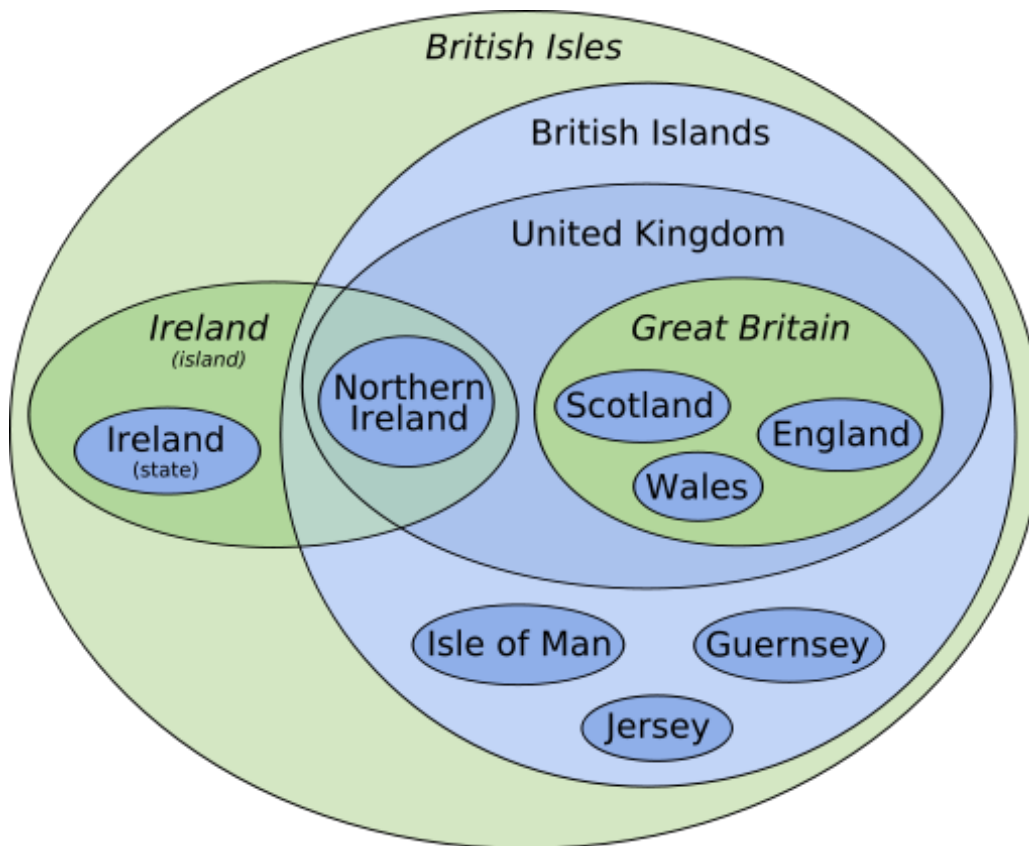 British Isles
British Islands
United Kingdom
Ireland
(island)
Great Britain
Northern
Ireland
Scotland
England
Ireland
(state)
Wales
Isle of Man
Guernsey
Jersey